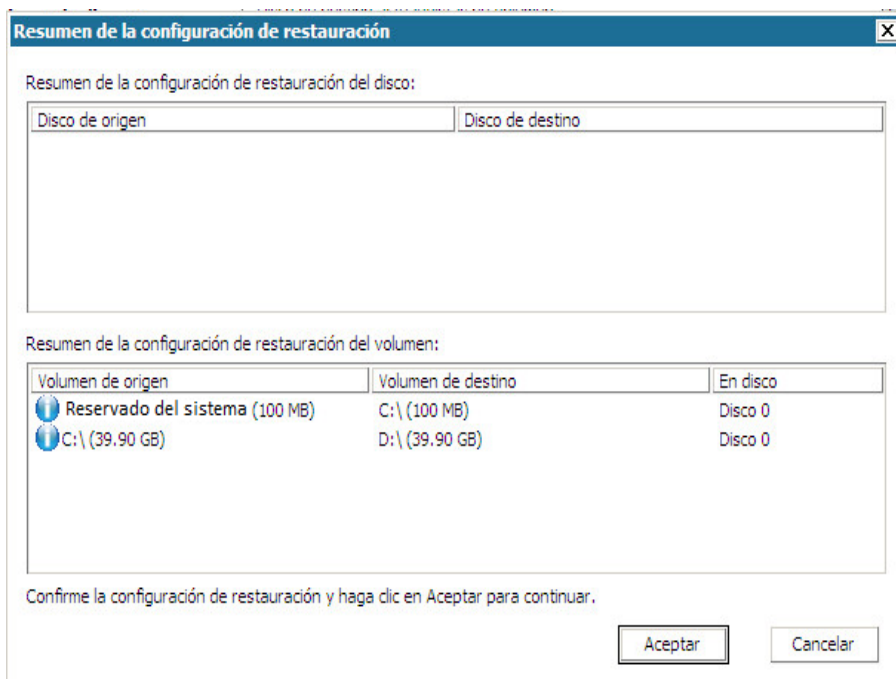 Resumen de la configuración de restauración
Resumen de la configuración de restauración del disco:
Disco de origen Disco de destino
Resumen de la configuración de restauración del volumen:
Volumen de origen Volumen de destino En disco
Reservado del sistema (100 MB) C:\ (100 MB) Disco 0
C:\ (39.90 GB) D:\ (39.90 GB) Disco 0
Confirme la configuración de restauración y haga clic en Aceptar para continuar.
Aceptar Cancelar